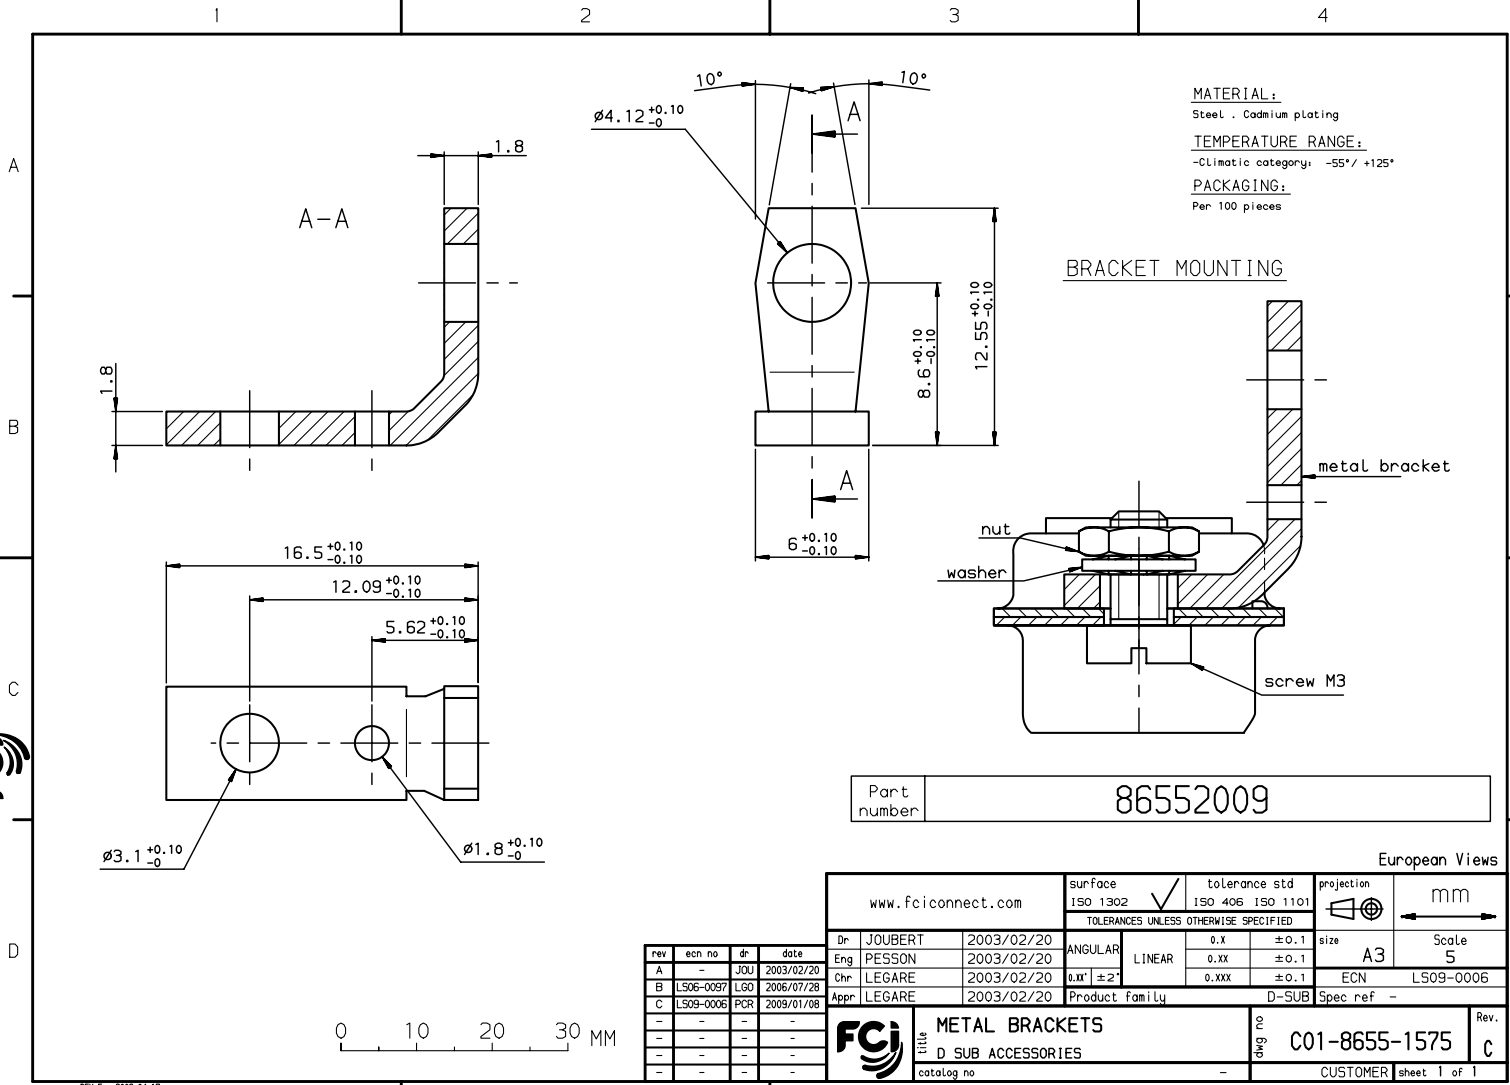 1 2 3 4
A
B
C
D
A-A
1.8
1.8
10° 10°
ø4.12 +0.10 -0
A
A
8.6 +0.10 -0.10
12.55 +0.10 -0.10
6 +0.10 -0.10
16.5 +0.10 -0.10
12.09 +0.10 -0.10
5.62 +0.10 -0.10
ø3.1 +0.10 -0
ø1.8 +0.10 -0
MATERIAL:
Steel . Cadmium plating
TEMPERATURE RANGE:
-Climatic category: -55°/ +125°
PACKAGING:
Per 100 pieces
BRACKET MOUNTING
metal bracket
nut
washer
screw M3
Part number 86552009
European Views
www.fciconnect.com
surface
ISO 1302
tolerance std
ISO 406 ISO 1101
projection
mm
TOLERANCES UNLESS OTHERWISE SPECIFIED
Dr JOUBERT 2003/02/20
Eng PESSON 2003/02/20
Chr LEGARE 2003/02/20
Appr LEGARE 2003/02/20
ANGULAR
0.XX° ±2°
LINEAR
0.X ±0.1
0.XX ±0.1
0.XXX ±0.1
size A3
Scale 5
ECN LS09-0006
Product family D-SUB
Spec ref -
rev ecn no dr date
A - JOU 2003/02/20
B LS06-0097 LGO 2006/07/28
C LS09-0006 PCR 2009/01/08
- - - -
- - - -
- - - -
- - - -
0 10 20 30 MM
FCi
title METAL BRACKETS
D SUB ACCESSORIES
dwg no C01-8655-1575
Rev. C
catalog no -
CUSTOMER sheet 1 of 1